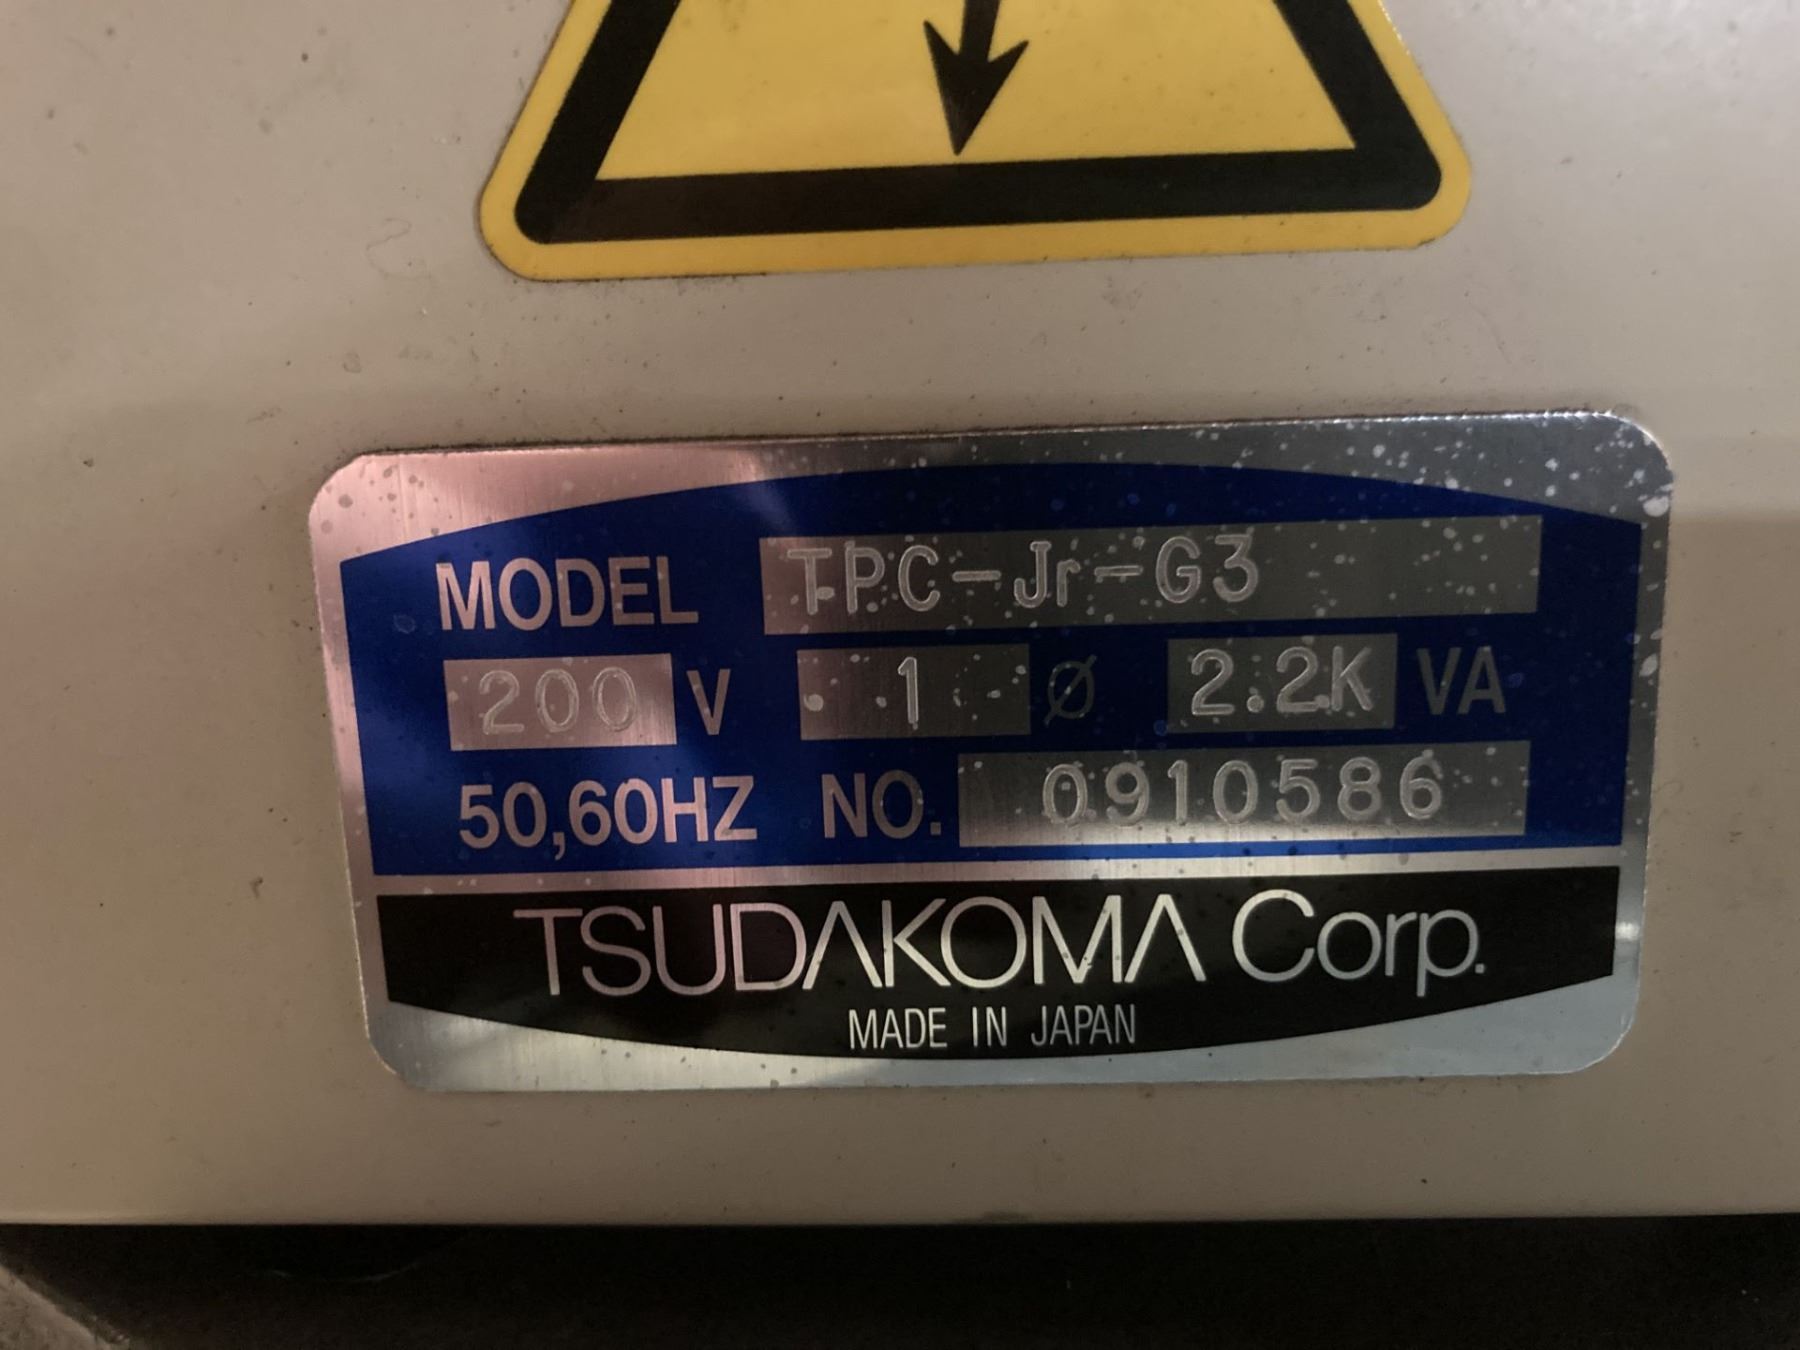 MODEL TPC-Jr-G3
200 V 1 Ø 2.2K VA
50,60HZ NO. 0910586
TSUDAKOMA Corp.
MADE IN JAPAN